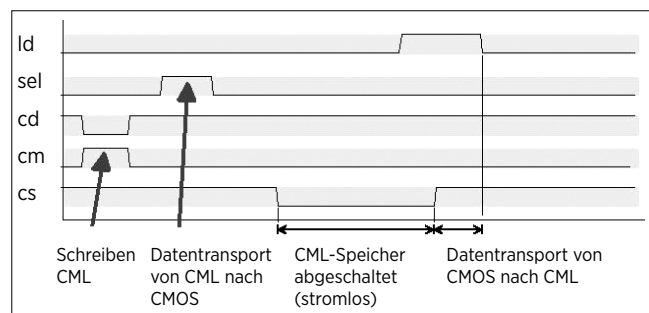 ld
sel
cd
cm
cs
Schreiben
CML
Datentransport
von CML nach
CMOS
CML-Speicher
abgeschaltet
(stromlos)
Datentransport von
CMOS nach CML